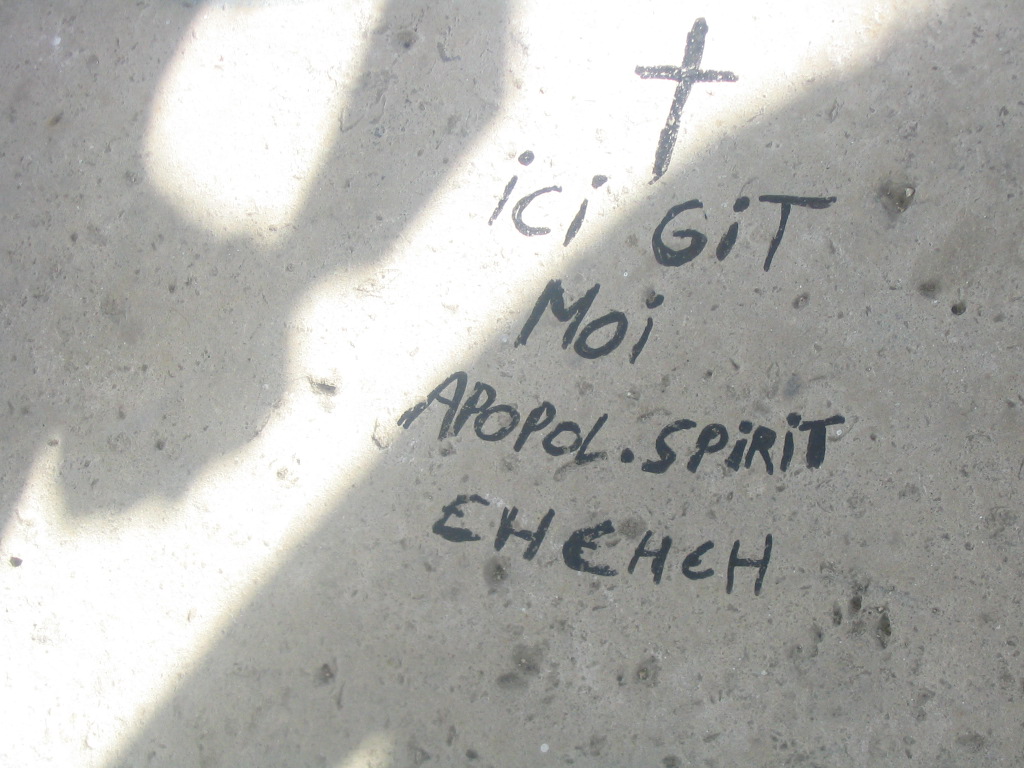 iCi GiT
MOi
APOPOL.SPiRiT
EHEHEH